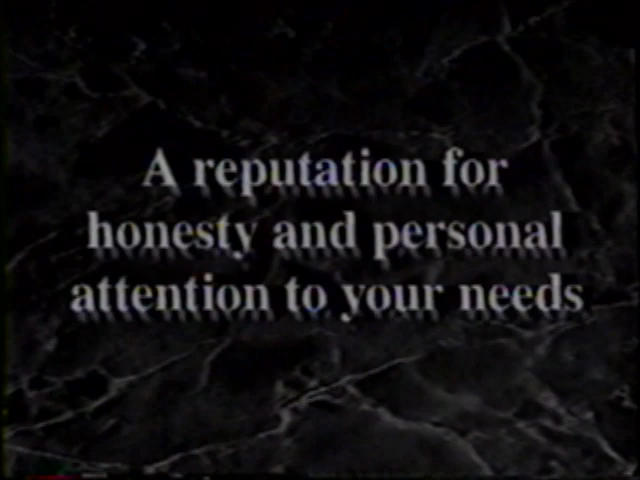 A reputation for
honesty and personal
attention to your needs